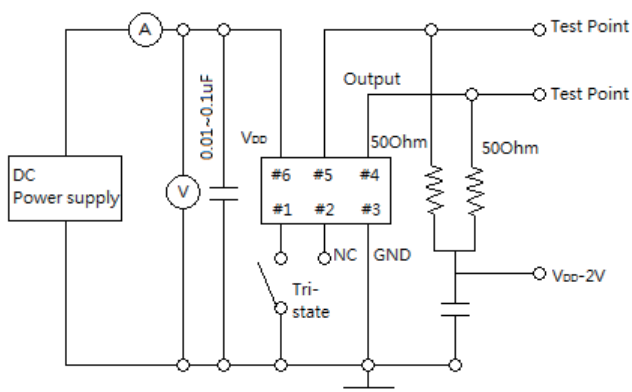 A
Test Point
Output
Test Point
0.01~0.1uF
VDD
50Ohm
50Ohm
DC
Power supply
V
#6 #5 #4
#1 #2 #3
NC
GND
Tri-
state
VDD-2V